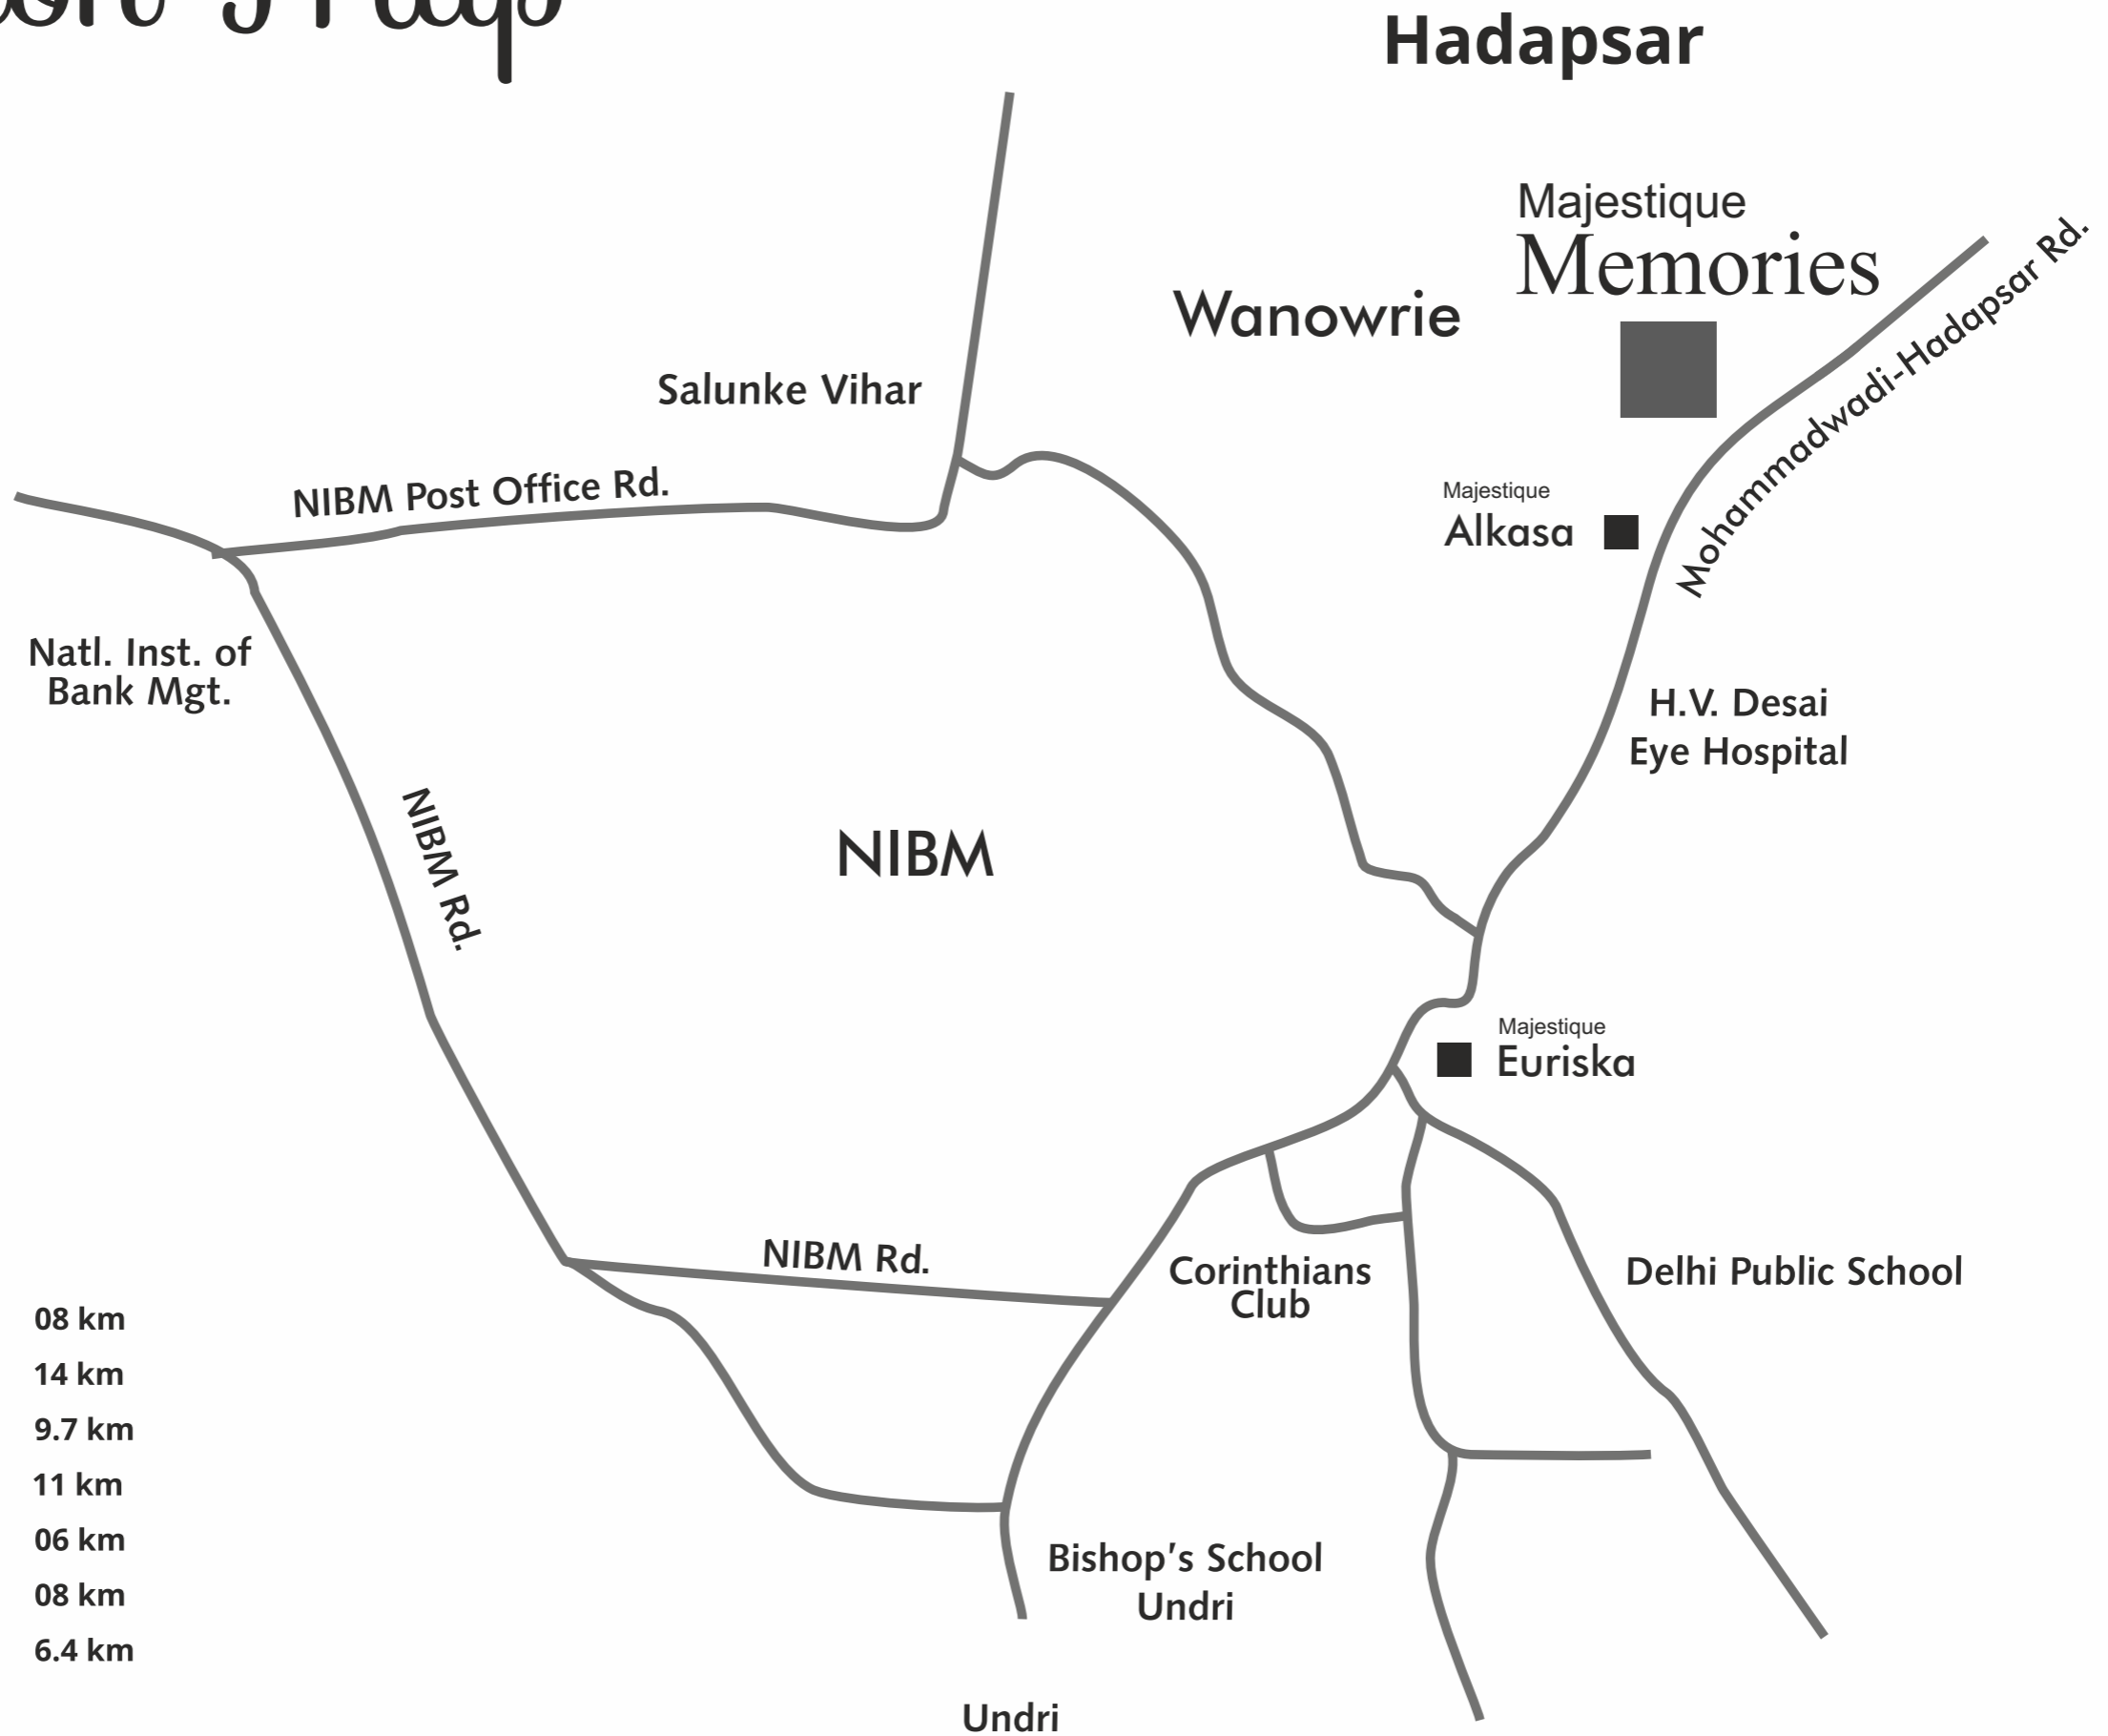 Hadapsar
Majestique
Memories
Wanowrie
Mohammadwadi-Hadapsar Rd.
Salunke Vihar
NIBM Post Office Rd.
Majestique
Alkasa
Natl. Inst. of
Bank Mgt.
H.V. Desai
Eye Hospital
NIBM Rd.
NIBM
Majestique
Euriska
NIBM Rd.
Corinthians
Club
Delhi Public School
08 km
14 km
9.7 km
11 km
06 km
08 km
6.4 km
Bishop's School
Undri
Undri